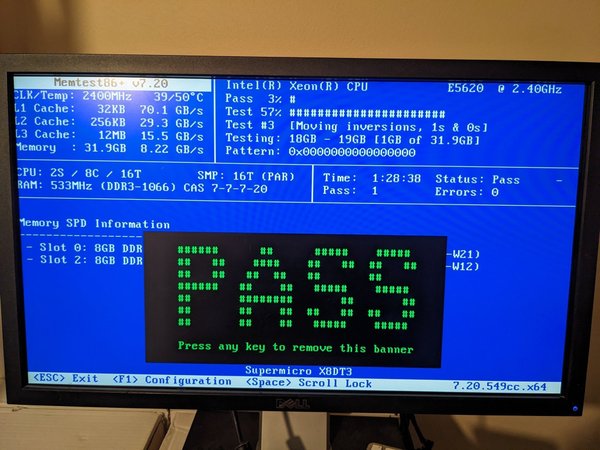 Memtest86+ v7.20
CLK/Temp: 2400MHz 39/50°C
L1 Cache: 32KB 70.1 GB/s
L2 Cache: 256KB 29.3 GB/s
L3 Cache: 12MB 15.5 GB/s
Memory : 31.9GB 8.22 GB/s
Intel(R) Xeon(R) CPU E5620 @ 2.40GHz
Pass 3% #
Test 57% ######################
Test #3 [Moving inversions, 1s & 0s]
Testing: 18GB - 19GB [1GB of 31.9GB]
Pattern: 0x0000000000000000
CPU: 2S / 8C / 16T SMP: 16T (PAR)
RAM: 533MHz (DDR3-1066) CAS 7-7-7-20
Time: 1:28:38 Status: Pass -
Pass: 1 Errors: 0
Memory SPD Information
- Slot 0: 8GB DDR -W21)
- Slot 2: 8GB DDR -W12)
PASS
Press any key to remove this banner
Supermicro X8DT3
<ESC> Exit <F1> Configuration <Space> Scroll Lock 7.20.549cc.x64
DELL